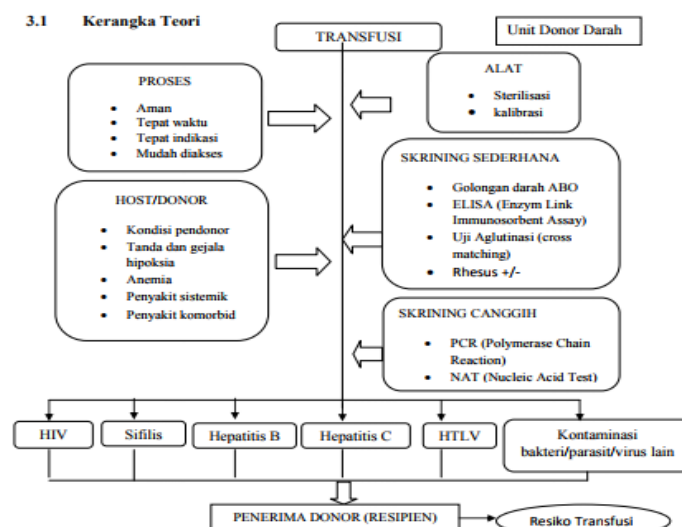 3.1 Kerangka Teori
TRANSFUSI
Unit Donor Darah
PROSES
• Aman
• Tepat waktu
• Tepat indikasi
• Mudah diakses
ALAT
• Sterilisasi
• kalibrasi
HOST/DONOR
• Kondisi pendonor
• Tanda dan gejala
hipoksia
• Anemia
• Penyakit sistemik
• Penyakit komorbid
SKRINING SEDERHANA
• Golongan darah ABO
• ELISA (Enzym Link
Immunosorbent Assay)
• Uji Aglutinasi (cross
matching)
• Rhesus +/-
SKRINING CANGGIH
• PCR (Polymerase Chain
Reaction)
• NAT (Nucleic Acid Test)
HIV
Sifilis
Hepatitis B
Hepatitis C
HTLV
Kontaminasi
bakteri/parasit/virus lain
PENERIMA DONOR (RESIPIEN)
Resiko Transfusi